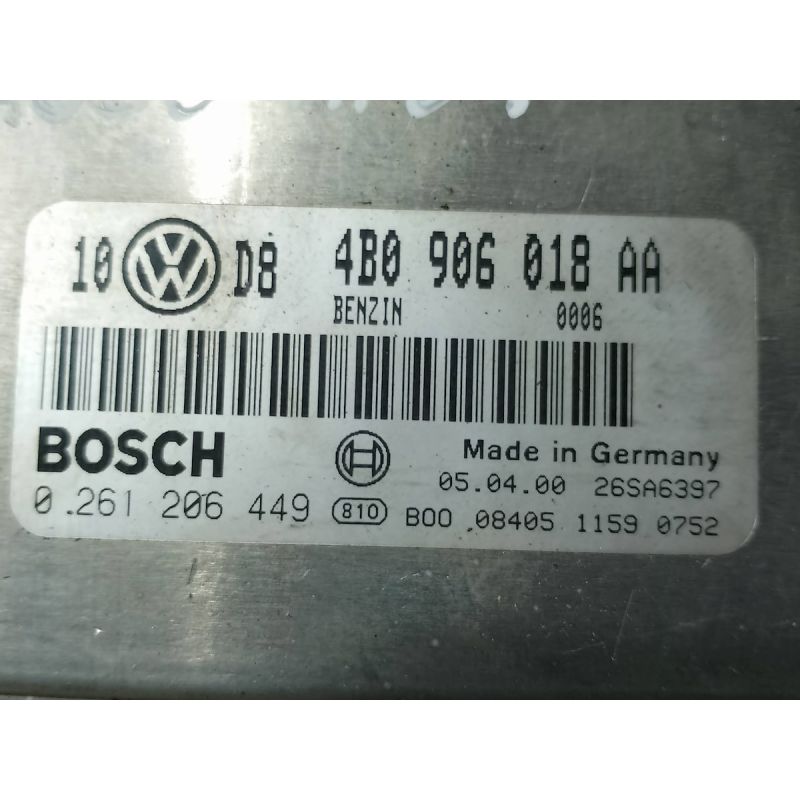 10 VW D8 4B0 906 018 AA
BENZIN 0006
BOSCH
Made in Germany
05.04.00 26SA6397
0 261 206 449 810 B00 08405 1159 0752